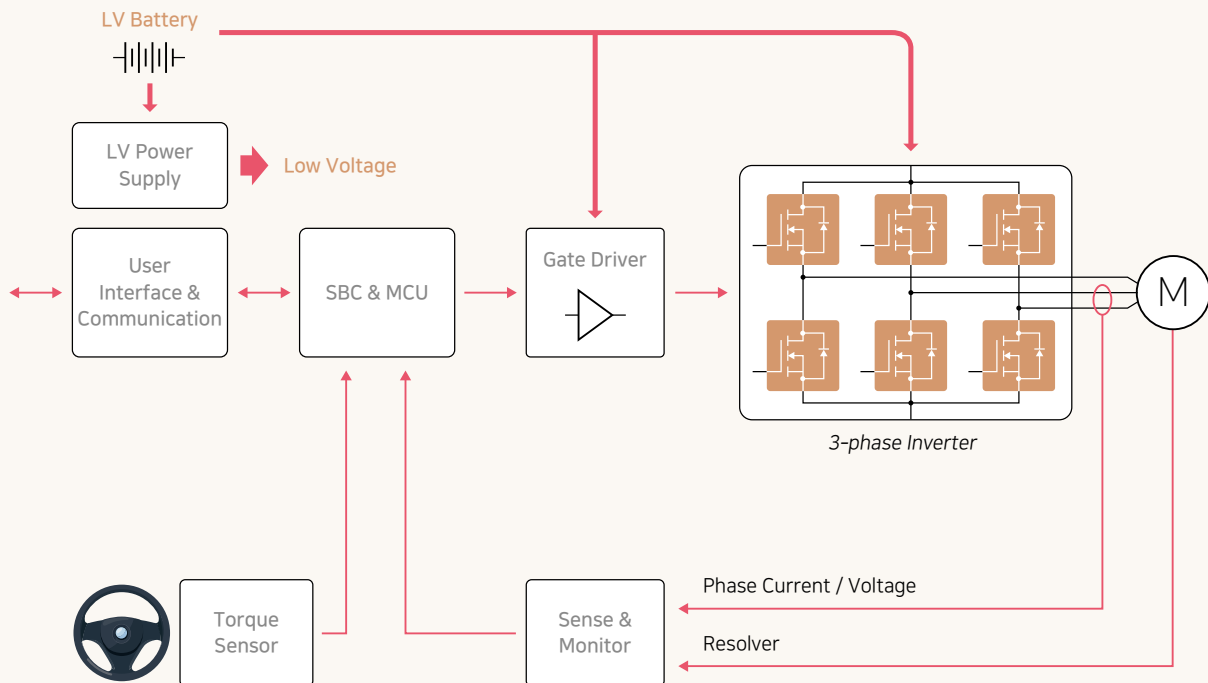 LV Battery
LV Power
Supply
Low Voltage
User
Interface &
Communication
SBC & MCU
Gate Driver
M
3-phase Inverter
Torque
Sensor
Sense &
Monitor
Phase Current / Voltage
Resolver